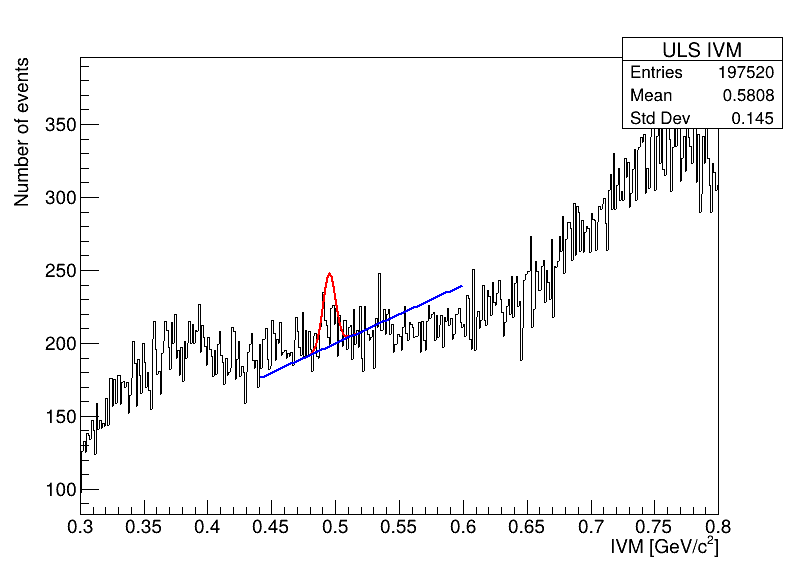 ULS IVM
Entries 197520
Mean 0.5808
Std Dev 0.145
Number of events
350
300
250
200
150
100
0.3 0.35 0.4 0.45 0.5 0.55 0.6 0.65 0.7 0.75 0.8
IVM [GeV/c²]